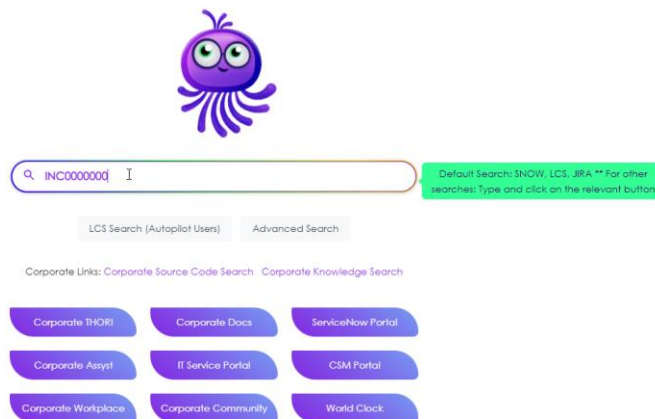 INC0000000
Default Search: SNOW, LCS, JIRA ** For other
searches: Type and click on the relevant button
LCS Search (Autopilot Users)
Advanced Search
Corporate Links: Corporate Source Code Search Corporate Knowledge Search
Corporate THOR!
Corporate Docs
ServiceNow Portal
Corporate Assyst
IT Service Portal
CSM Portal
Corporate Workplace
Corporate Community
World Clock